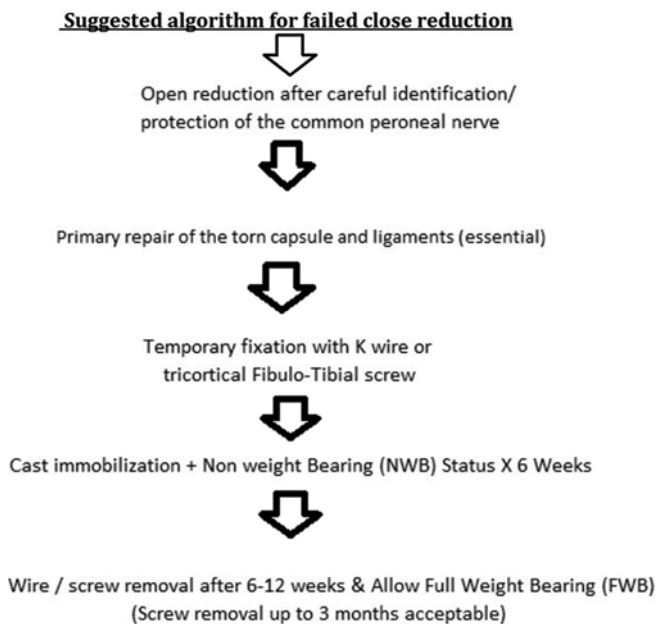 Suggested algorithm for failed close reduction
Open reduction after careful identification/
protection of the common peroneal nerve
Primary repair of the torn capsule and ligaments (essential)
Temporary fixation with K wire or
tricortical Fibulo-Tibial screw
Cast immobilization + Non weight Bearing (NWB) Status X 6 Weeks
Wire / screw removal after 6-12 weeks & Allow Full Weight Bearing (FWB)
(Screw removal up to 3 months acceptable)